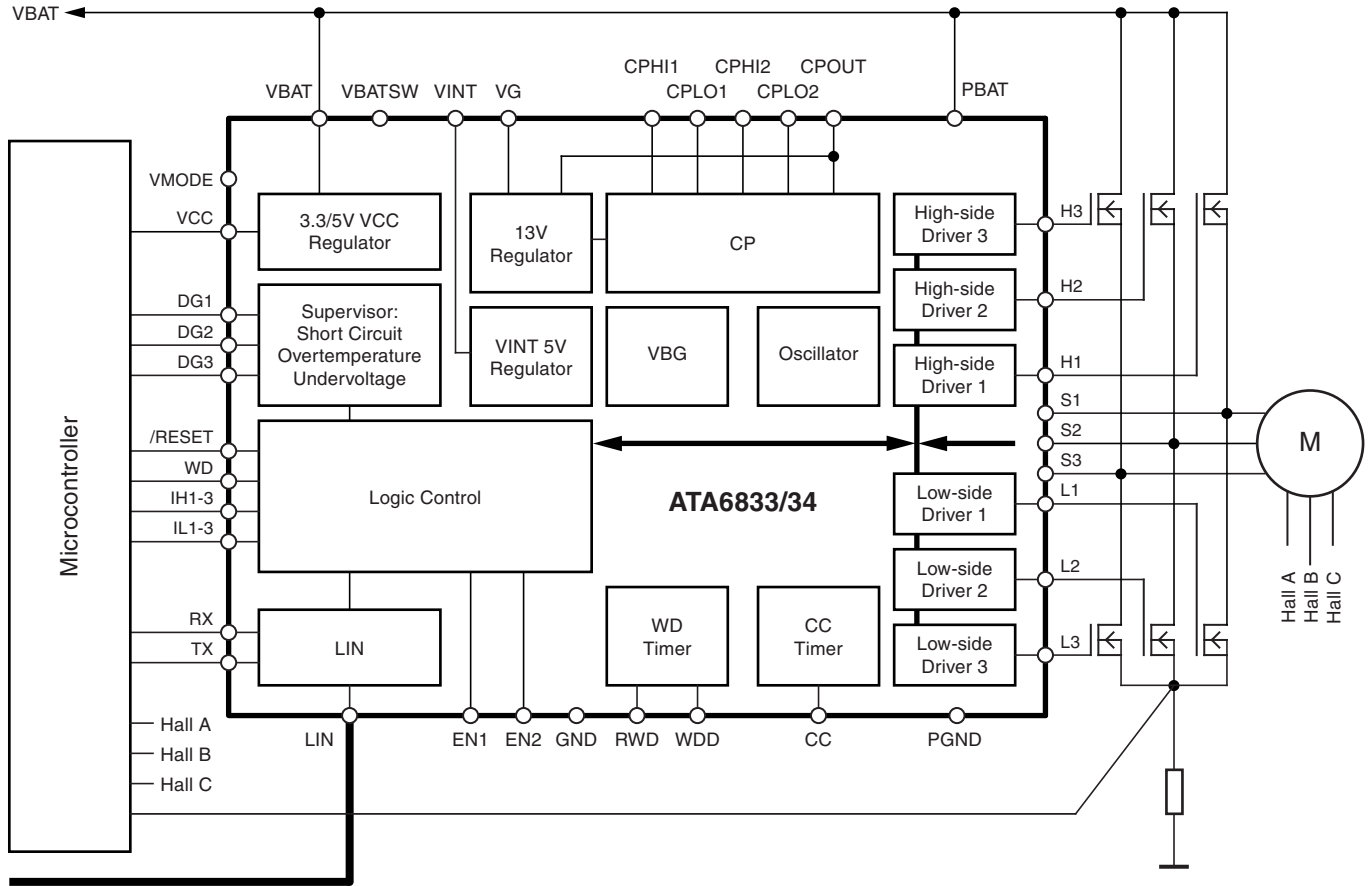 VBAT
CPHI1
CPHI2
CPOUT
VBAT
VBATSW
VINT
VG
CPLO1
CPLO2
PBAT
VMODE
VCC
3.3/5V VCC
Regulator
13V
Regulator
CP
High-side
Driver 3
H3
DG1
DG2
DG3
Supervisor:
Short Circuit
Overtemperature
Undervoltage
VINT 5V
Regulator
VBG
Oscillator
High-side
Driver 2
H2
High-side
Driver 1
H1
S1
S2
S3
M
Microcontroller
/RESET
WD
IH1-3
IL1-3
Logic Control
ATA6833/34
Low-side
Driver 1
L1
Low-side
Driver 2
L2
Low-side
Driver 3
L3
Hall A
Hall B
Hall C
RX
TX
LIN
WD
Timer
CC
Timer
Hall A
Hall B
Hall C
LIN
EN1
EN2
GND
RWD
WDD
CC
PGND